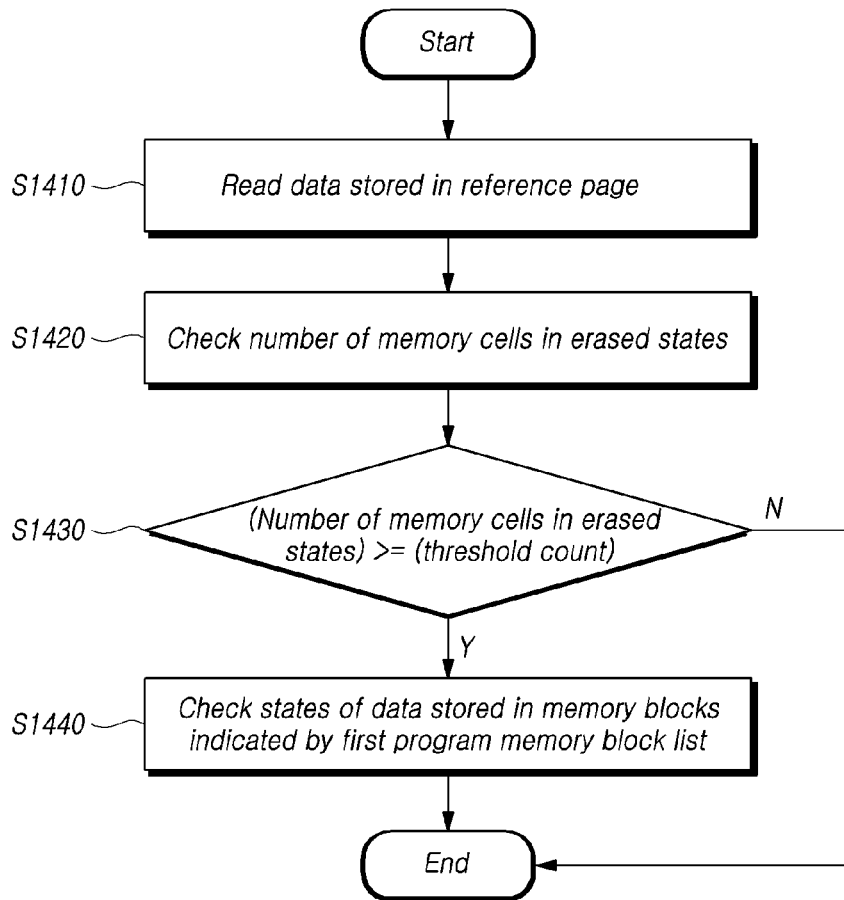 Start
S1410
Read data stored in reference page
S1420
Check number of memory cells in erased states
S1430
(Number of memory cells in erased
states) >= (threshold count)
N
Y
S1440
Check states of data stored in memory blocks
indicated by first program memory block list
End